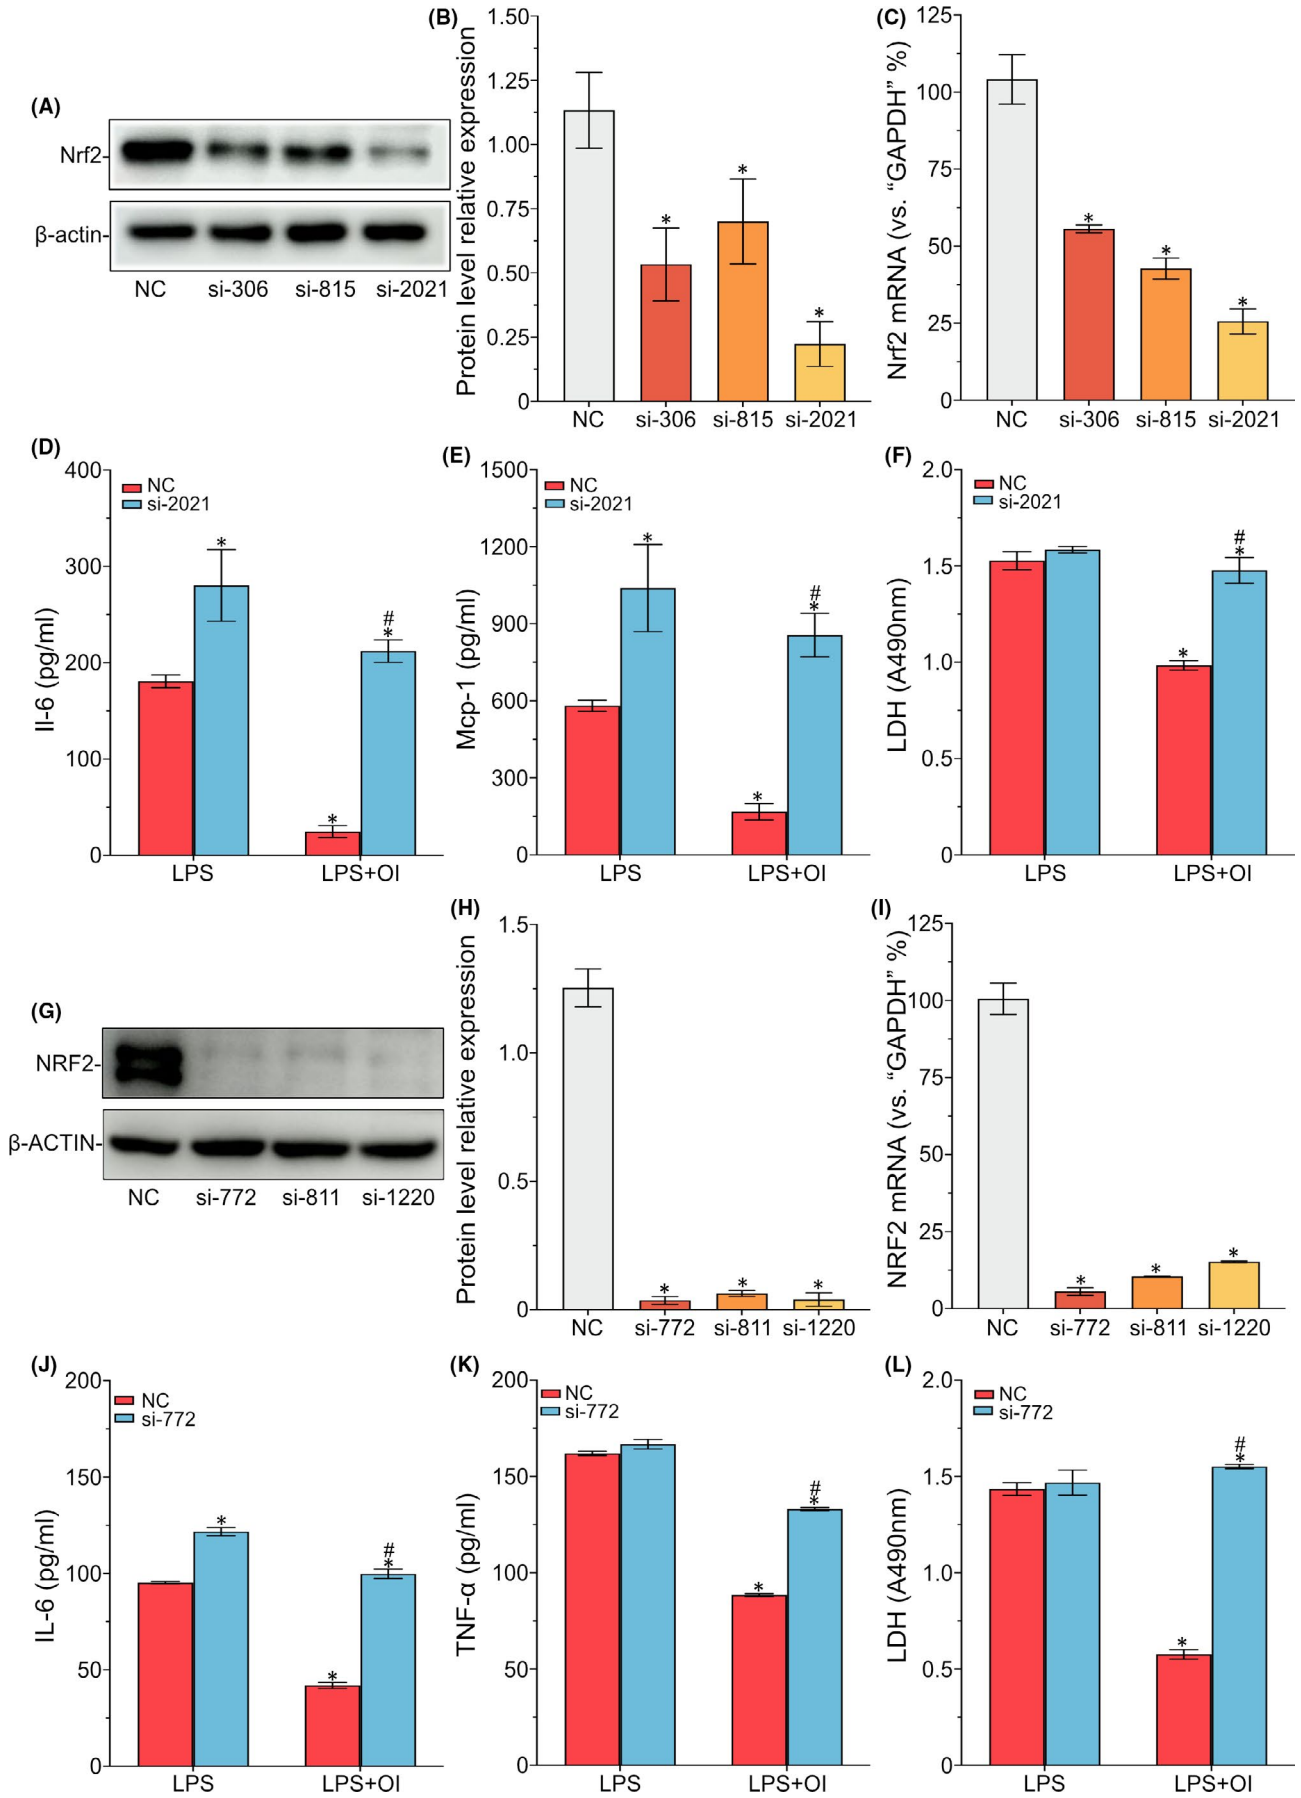 (A)
Nrf2-
β-actin-
NC si-306 si-815 si-2021
(B)
Protein level relative expression
1.50
1.25
1.00
0.75
0.50
0.25
0
*
*
*
NC si-306 si-815 si-2021
(C)
Nrf2 mRNA (vs. “GAPDH” %)
125
100
75
50
25
0
*
*
*
NC si-306 si-815 si-2021
(D)
Il-6 (pg/ml)
400
300
200
100
0
NC
si-2021
*
*
#
*
LPS LPS+OI
(E)
Mcp-1 (pg/ml)
1500
1200
900
600
300
0
NC
si-2021
*
*
#
*
LPS LPS+OI
(F)
LDH (A490nm)
2.0
1.5
1.0
0.5
0
NC
si-2021
*
#
*
LPS LPS+OI
(G)
NRF2-
β-ACTIN-
NC si-772 si-811 si-1220
(H)
Protein level relative expression
1.5
1.0
0.5
0
*
*
*
NC si-772 si-811 si-1220
(I)
NRF2 mRNA (vs. “GAPDH” %)
125
100
75
50
25
0
*
*
*
NC si-772 si-811 si-1220
(J)
IL-6 (pg/ml)
200
150
100
50
0
NC
si-772
*
*
#
*
LPS LPS+OI
(K)
TNF-α (pg/ml)
200
150
100
50
0
NC
si-772
*
#
*
LPS LPS+OI
(L)
LDH (A490nm)
2.0
1.5
1.0
0.5
0
NC
si-772
*
#
*
LPS LPS+OI